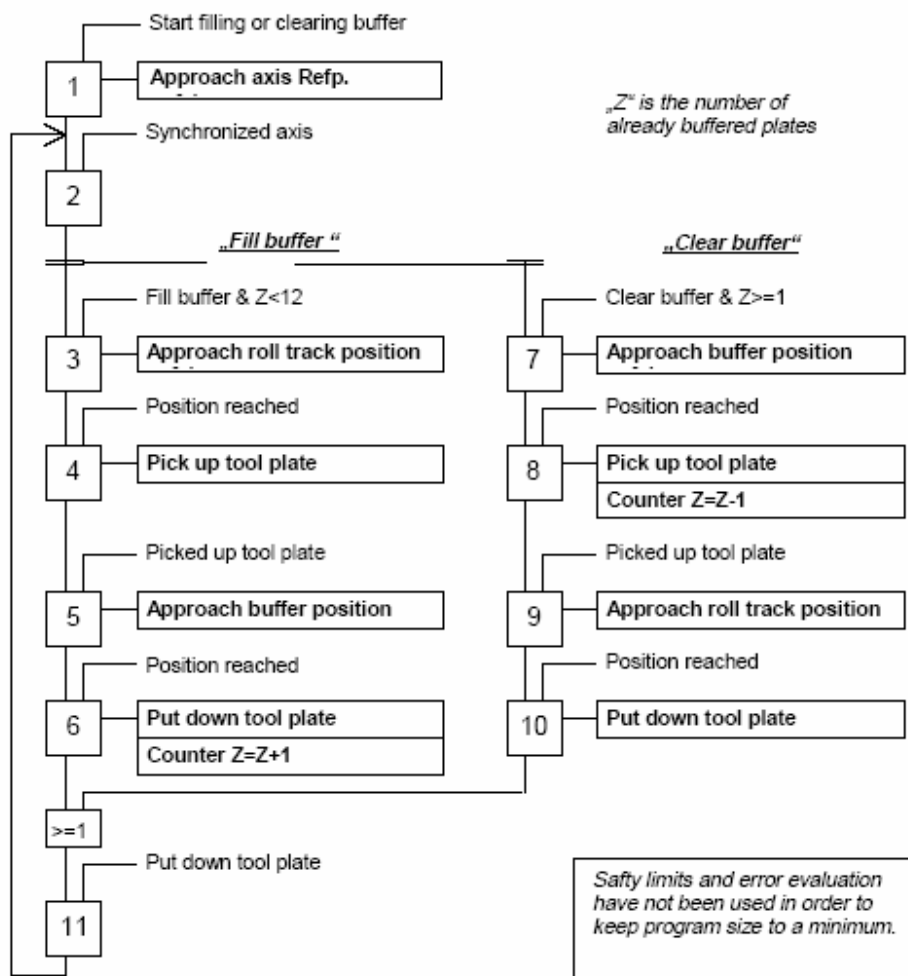 Start filling or clearing buffer
1
Approach axis Refp.
„Z“ is the number of
already buffered plates
Synchronized axis
2
„Fill buffer “
„Clear buffer“
Fill buffer & Z<12
Clear buffer & Z>=1
3
Approach roll track position
7
Approach buffer position
Position reached
Position reached
4
Pick up tool plate
8
Pick up tool plate
Counter Z=Z-1
Picked up tool plate
Picked up tool plate
5
Approach buffer position
9
Approach roll track position
Position reached
Position reached
6
Put down tool plate
Counter Z=Z+1
10
Put down tool plate
>=1
Put down tool plate
11
Safty limits and error evaluation
have not been used in order to
keep program size to a minimum.